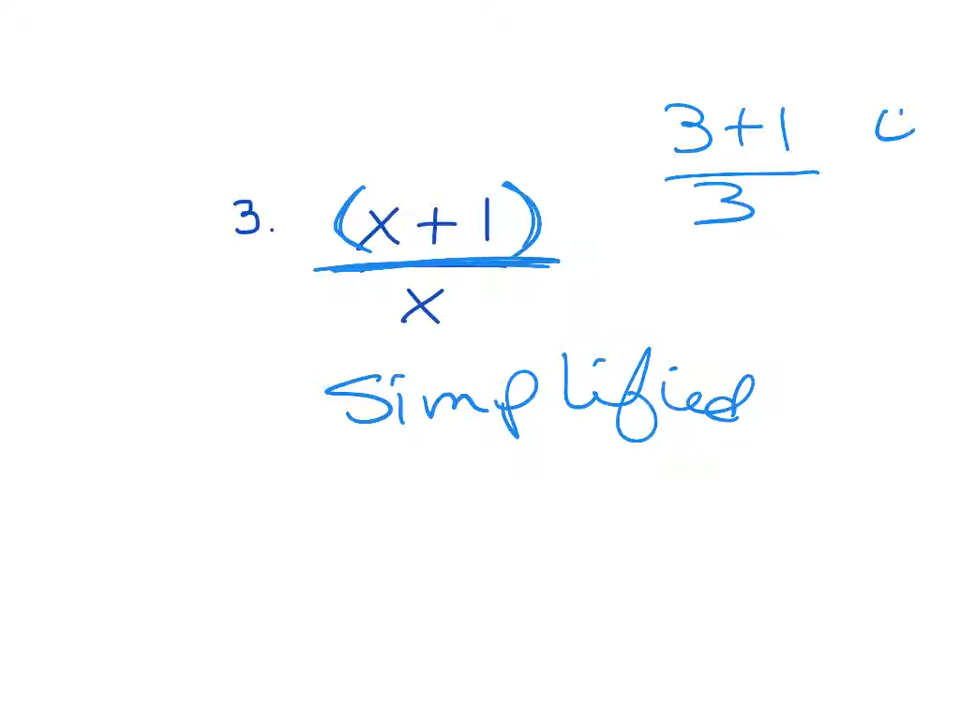 3. (x + 1)
x
3 + 1
3
Simplified